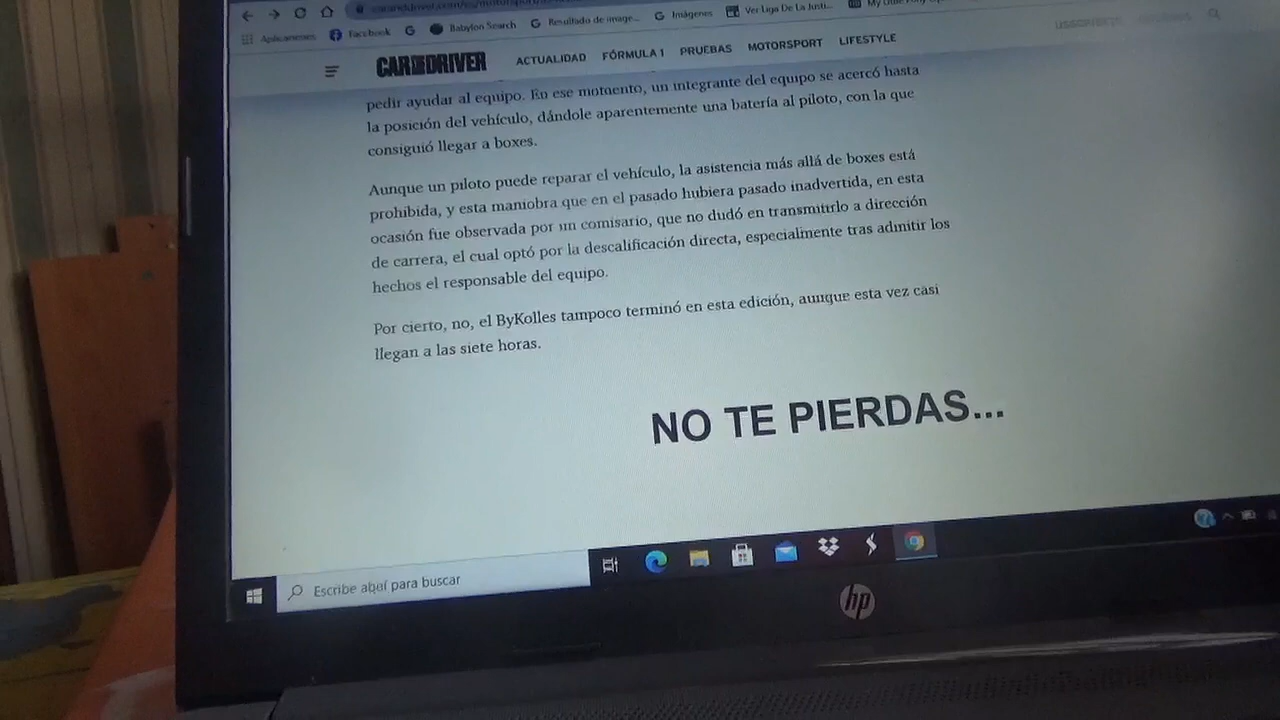 Aplicaciones Facebook Babylon Search Resultado de image... Imágenes Ver Liga De La Justi...
CAR AND DRIVER ACTUALIDAD FÓRMULA 1 PRUEBAS MOTORSPORT LIFESTYLE
pedir ayudar al equipo. En ese momento, un integrante del equipo se acercó hasta
la posición del vehículo, dándole aparentemente una batería al piloto, con la que
consiguió llegar a boxes.
Aunque un piloto puede reparar el vehículo, la asistencia más allá de boxes está
prohibida, y esta maniobra que en el pasado hubiera pasado inadvertida, en esta
ocasión fue observada por un comisario, que no dudó en transmitirlo a dirección
de carrera, el cual optó por la descalificación directa, especialmente tras admitir los
hechos el responsable del equipo.
Por cierto, no, el ByKolles tampoco terminó en esta edición, aunque esta vez casi
llegan a las siete horas.
NO TE PIERDAS...
Escribe aquí para buscar
hp